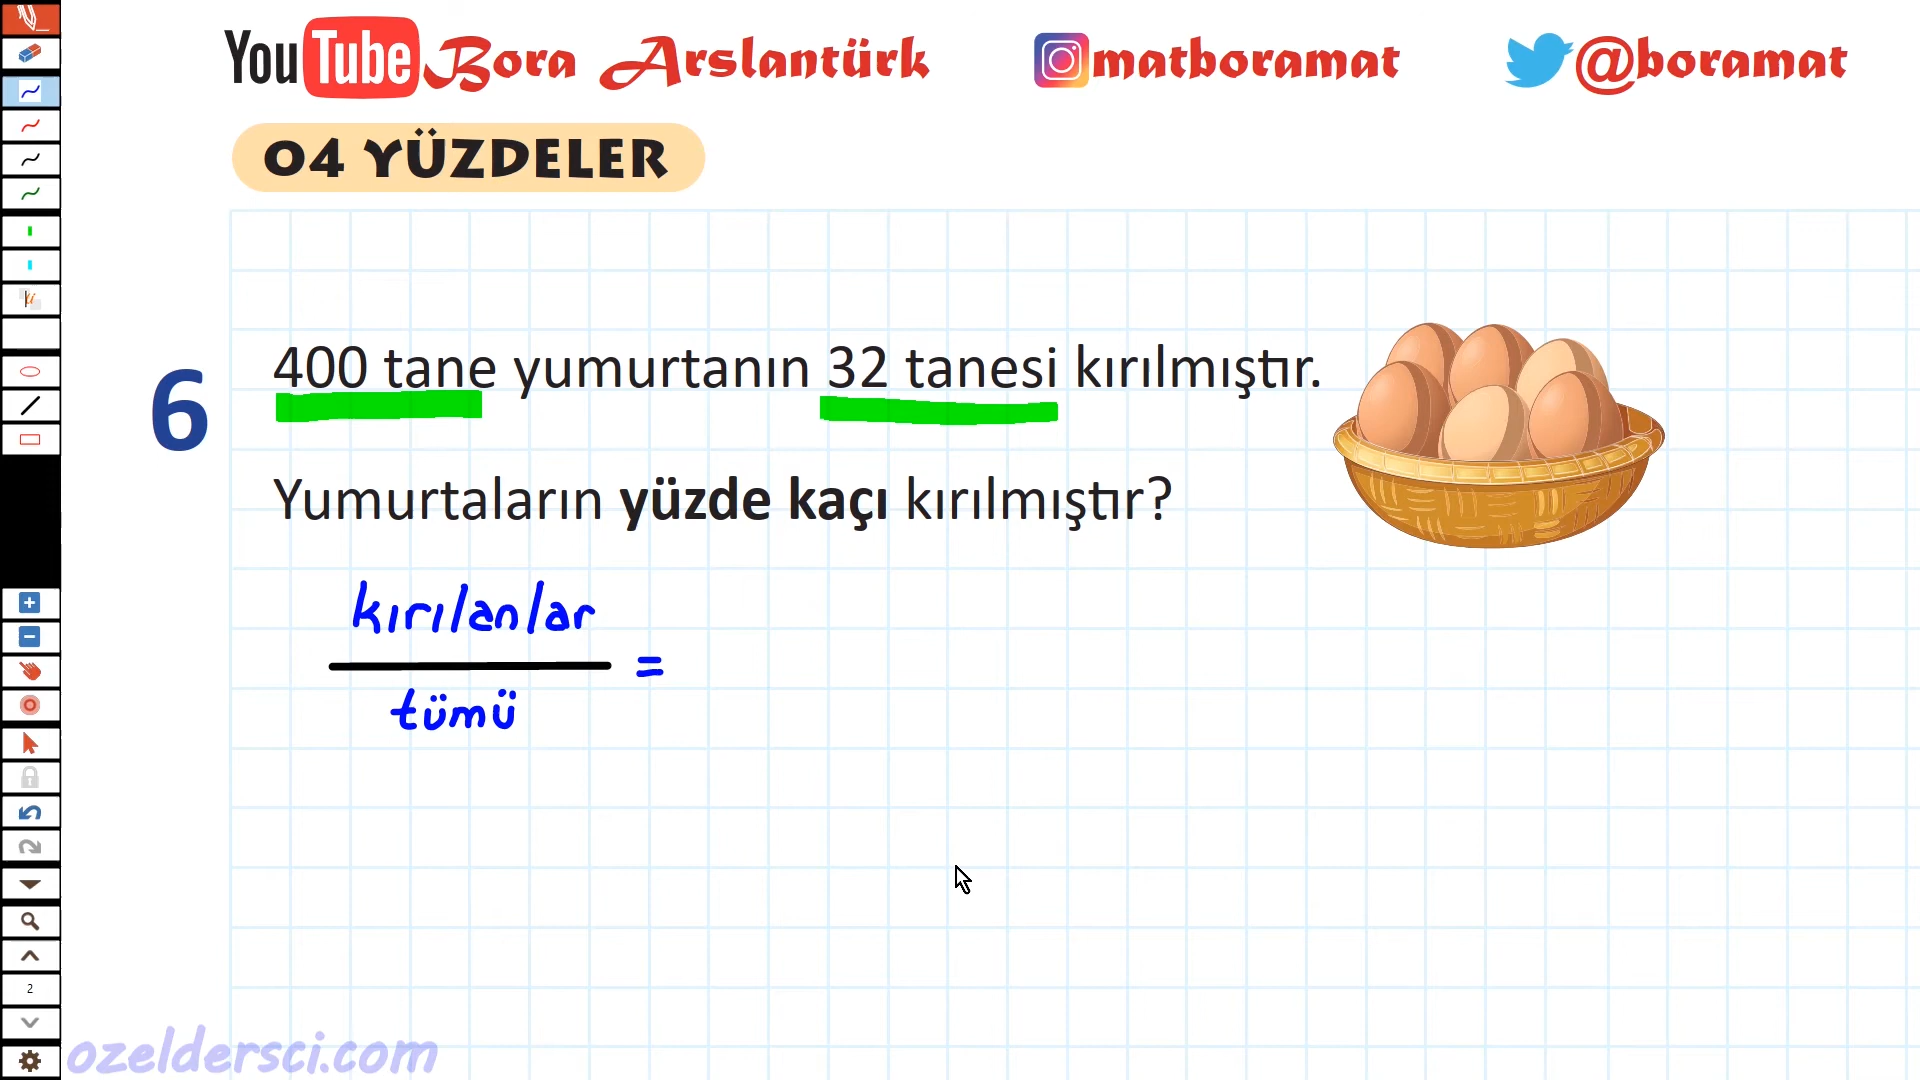 YouTube Bora Arslantürk matboramat @boramat
04 YÜZDELER
6
400 tane yumurtanın 32 tanesi kırılmıştır.
Yumurtaların yüzde kaçı kırılmıştır?
kırılanlar
=
tümü
2
ozeldersci.com